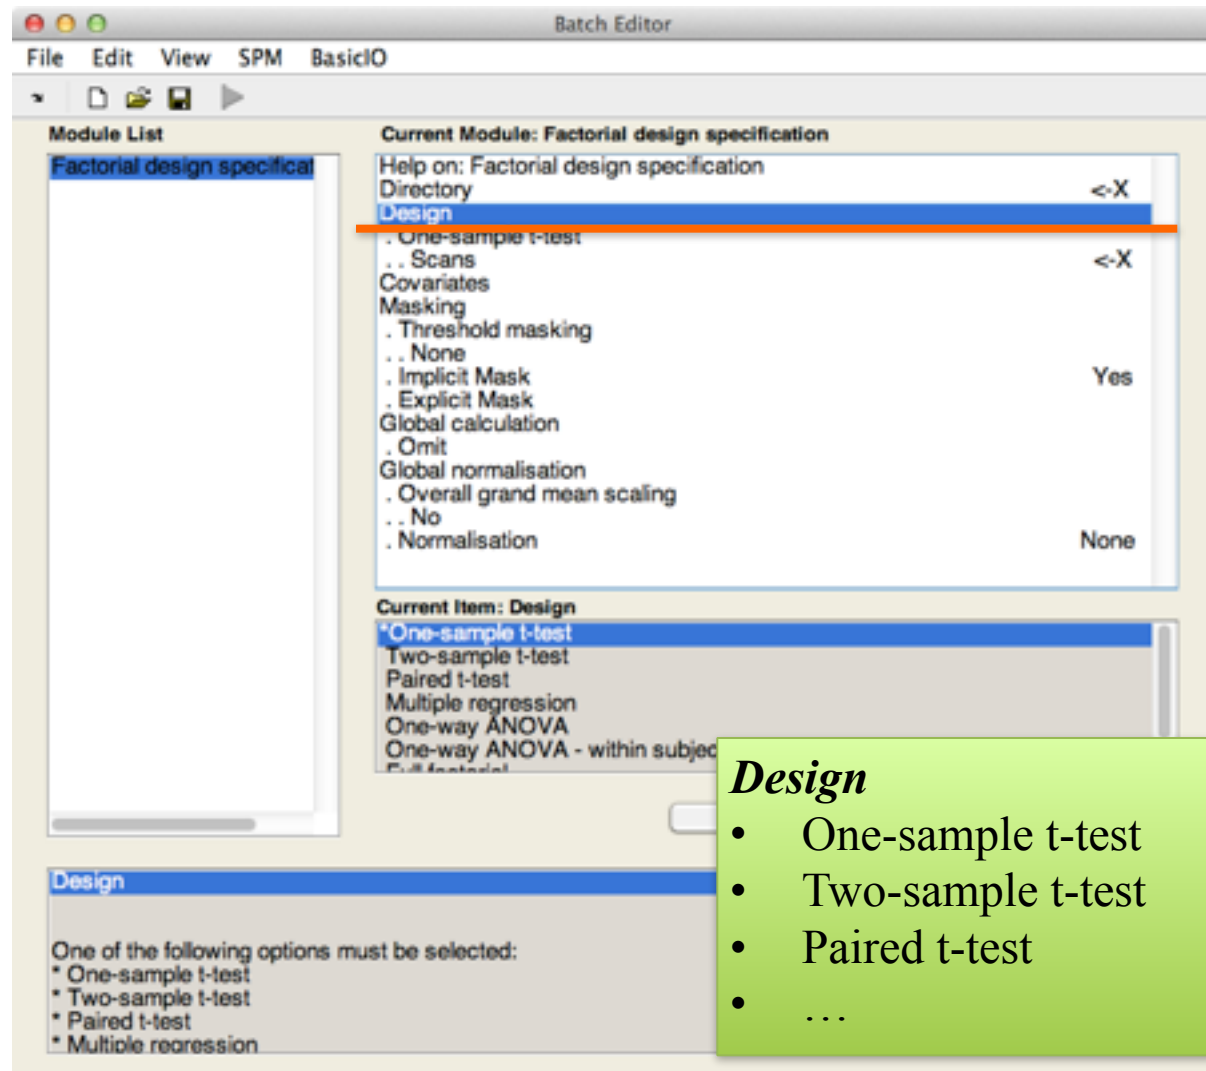 Batch Editor
File Edit View SPM BasicIO
Module List
Factorial design specificat
Current Module: Factorial design specification
Help on: Factorial design specification
Directory <-X
Design
. One-sample t-test
. . Scans <-X
Covariates
Masking
. Threshold masking
. . None
. Implicit Mask Yes
. Explicit Mask
Global calculation
. Omit
Global normalisation
. Overall grand mean scaling
. . No
. Normalisation None
Current Item: Design
*One-sample t-test
Two-sample t-test
Paired t-test
Multiple regression
One-way ANOVA
One-way ANOVA - within subjec
Full factorial
Design
One of the following options must be selected:
* One-sample t-test
* Two-sample t-test
* Paired t-test
* Multiple regression
Design
• One-sample t-test
• Two-sample t-test
• Paired t-test
• …